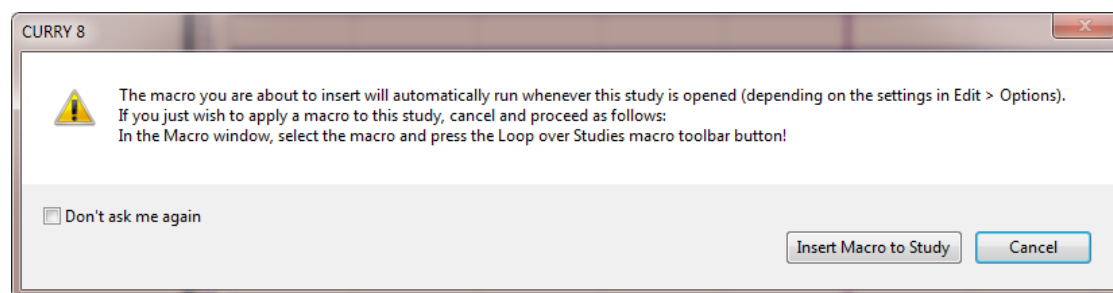 CURRY 8
The macro you are about to insert will automatically run whenever this study is opened (depending on the settings in Edit > Options).
If you just wish to apply a macro to this study, cancel and proceed as follows:
In the Macro window, select the macro and press the Loop over Studies macro toolbar button!
Don't ask me again
Insert Macro to Study
Cancel